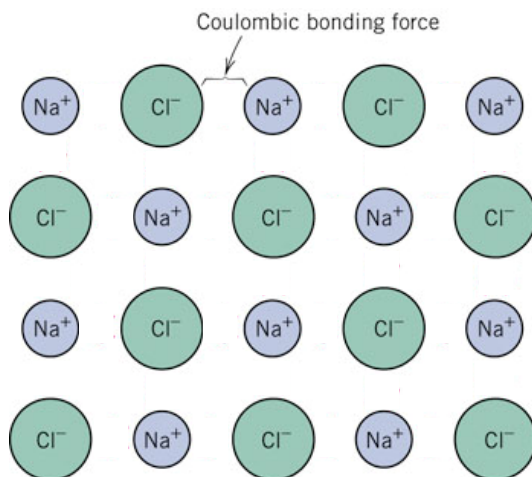 Coulombic bonding force
Na⁺ Cl⁻ Na⁺ Cl⁻ Na⁺
Cl⁻ Na⁺ Cl⁻ Na⁺ Cl⁻
Na⁺ Cl⁻ Na⁺ Cl⁻ Na⁺
Cl⁻ Na⁺ Cl⁻ Na⁺ Cl⁻